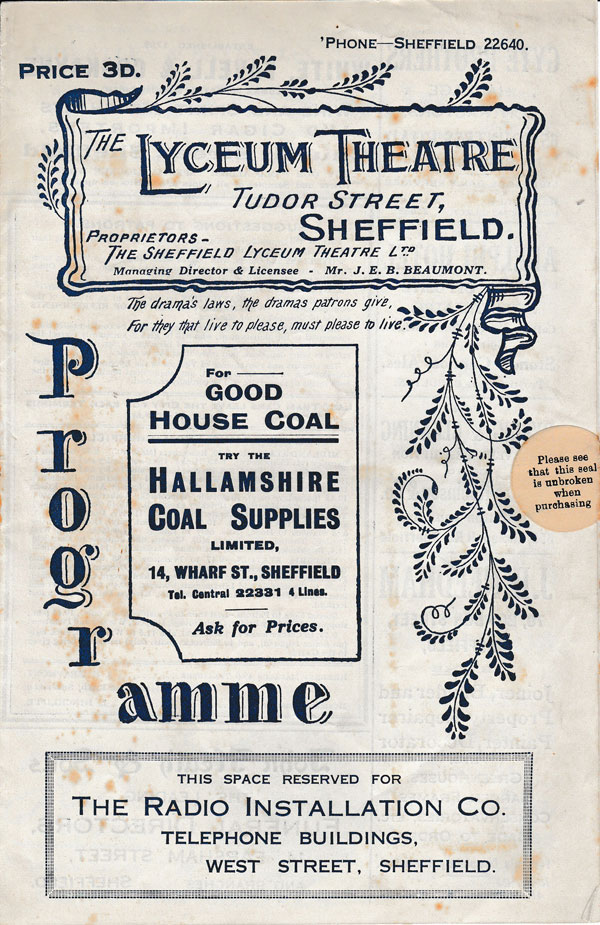 'PHONE—SHEFFIELD 22640.
PRICE 3D.
THE LYCEUM THEATRE
TUDOR STREET,
SHEFFIELD.
PROPRIETORS –
THE SHEFFIELD LYCEUM THEATRE LTD
Managing Director & Licensee - Mr. J. E. B. BEAUMONT.
The drama's laws, the dramas patrons give,
For they that live to please, must please to live.
Programme
For
GOOD
HOUSE COAL
TRY THE
HALLAMSHIRE
COAL SUPPLIES
LIMITED,
14, WHARF ST., SHEFFIELD
Tel. Central 22331 4 Lines.
Ask for Prices.
Please see
that this seal
is unbroken
when
purchasing
THIS SPACE RESERVED FOR
THE RADIO INSTALLATION CO.
TELEPHONE BUILDINGS,
WEST STREET, SHEFFIELD.